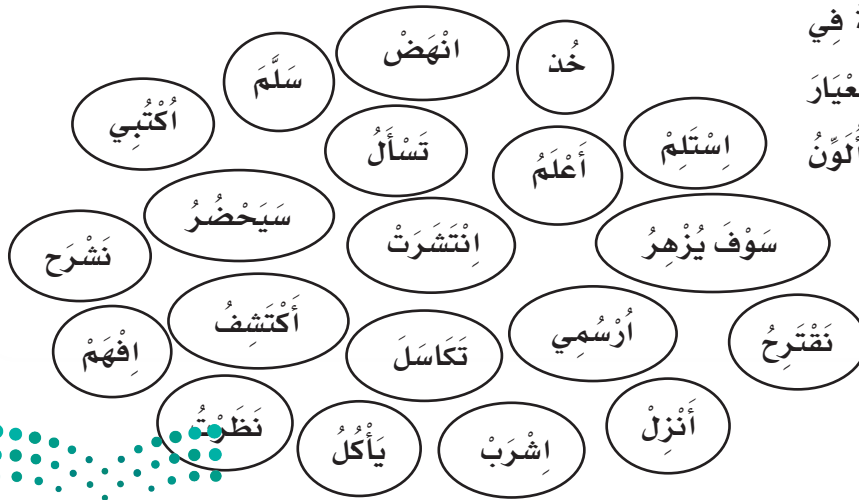 فِي
أُلَوِّنُ
خُذ
انْهَضْ
سَلَّمَ
اُكْتُبِي
تَسْأَلُ
أَعْلَمُ
اِسْتَلِمْ
سَيَحْضُرُ
اِنْتَشَرَتْ
سَوْفَ يُزْهِرُ
نَشْرَح
أَكْتَشِفُ
اُرْسُمِي
نَقْتَرِحُ
اِفْهَمْ
تَكَاسَلَ
نَظَرْتُ
يَأْكُلُ
اِشْرَبْ
أَنْزِلْ